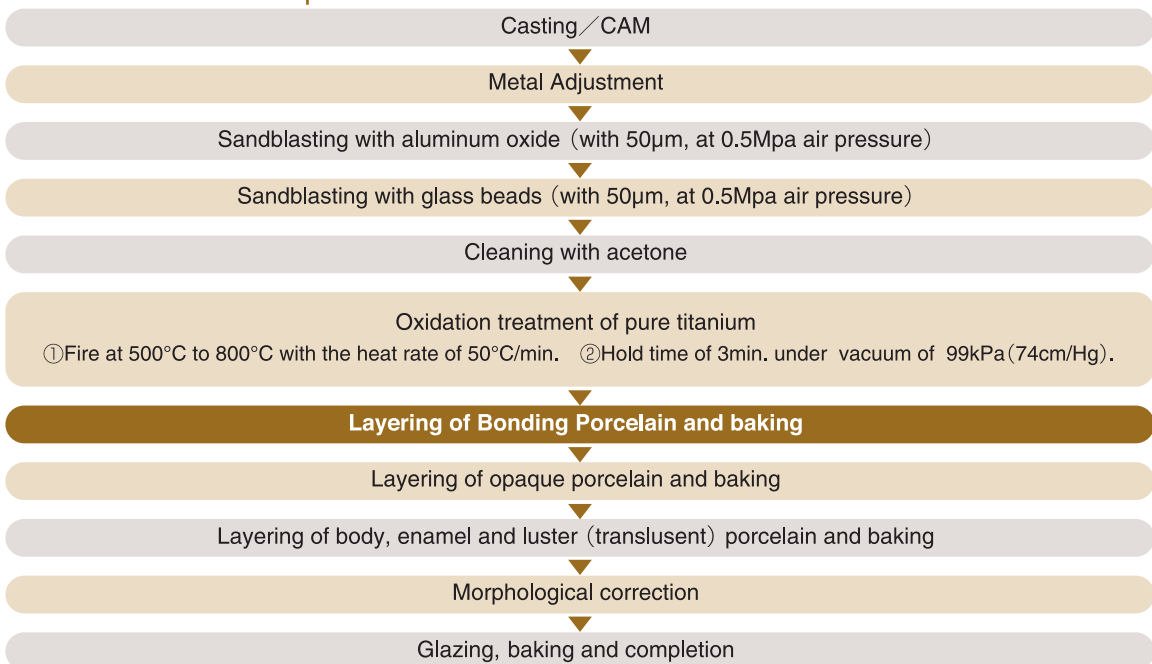 Casting／CAM
Metal Adjustment
Sandblasting with aluminum oxide（with 50μm, at 0.5Mpa air pressure）
Sandblasting with glass beads（with 50μm, at 0.5Mpa air pressure）
Cleaning with acetone
Oxidation treatment of pure titanium
①Fire at 500°C to 800°C with the heat rate of 50°C/min. ②Hold time of 3min. under vacuum of 99kPa(74cm/Hg).
Layering of Bonding Porcelain and baking
Layering of opaque porcelain and baking
Layering of body, enamel and luster（translusent）porcelain and baking
Morphological correction
Glazing, baking and completion